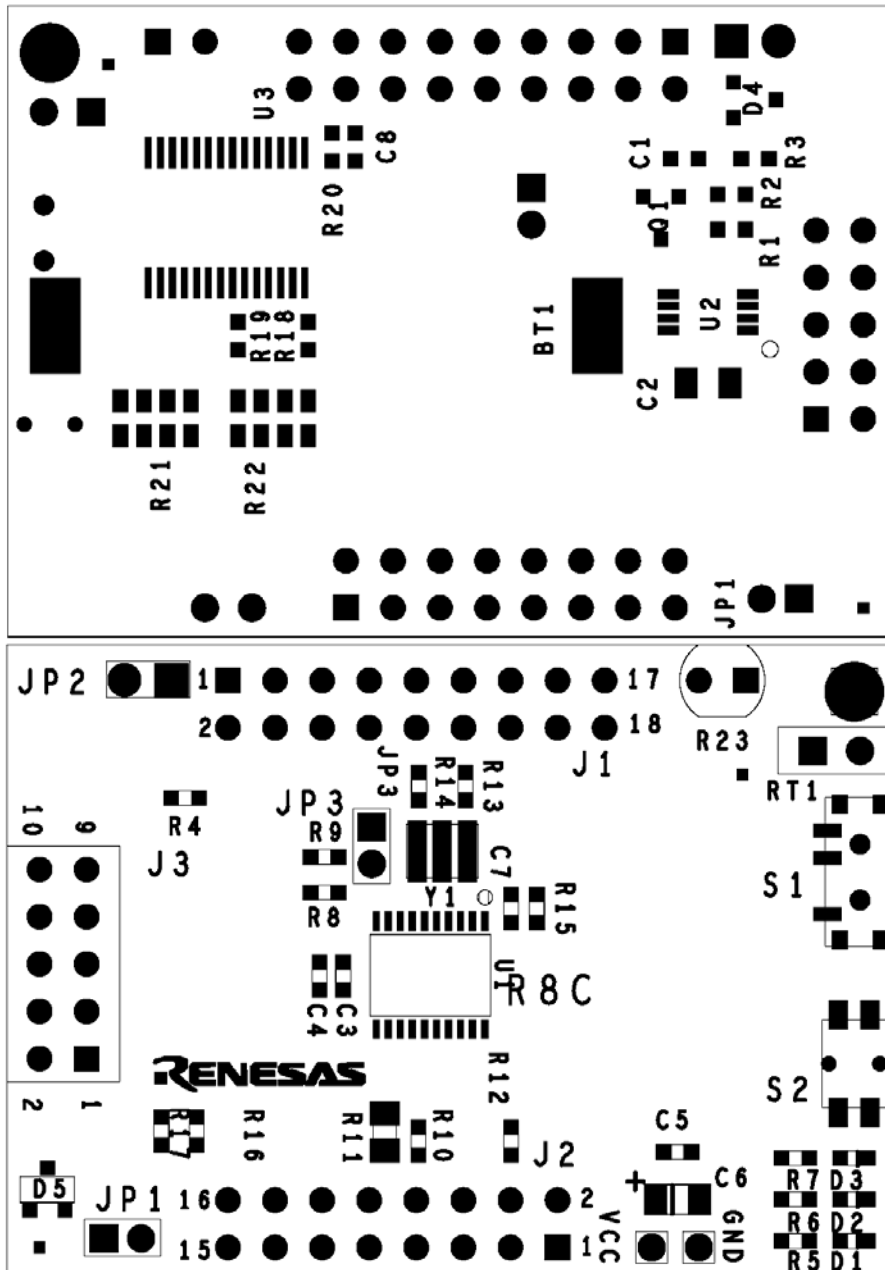 U3
D4
C8
C1
R3
R20
R2
Q1
R1
R19
R18
BT1
U2
C2
R21
R22
JP1
JP2
1
17
2
18
R23
J1
JP3
R14
R13
RT1
10
9
JP3
R4
R9
J3
C7
S1
R8
Y1
R15
U1
R8C
C4
C3
RENESAS
R12
S2
2
1
R17
R16
R11
R10
C5
J2
R7
D3
D5
JP1
16
2
+
C6
R6
D2
VCC
GND
15
1
R5
D1